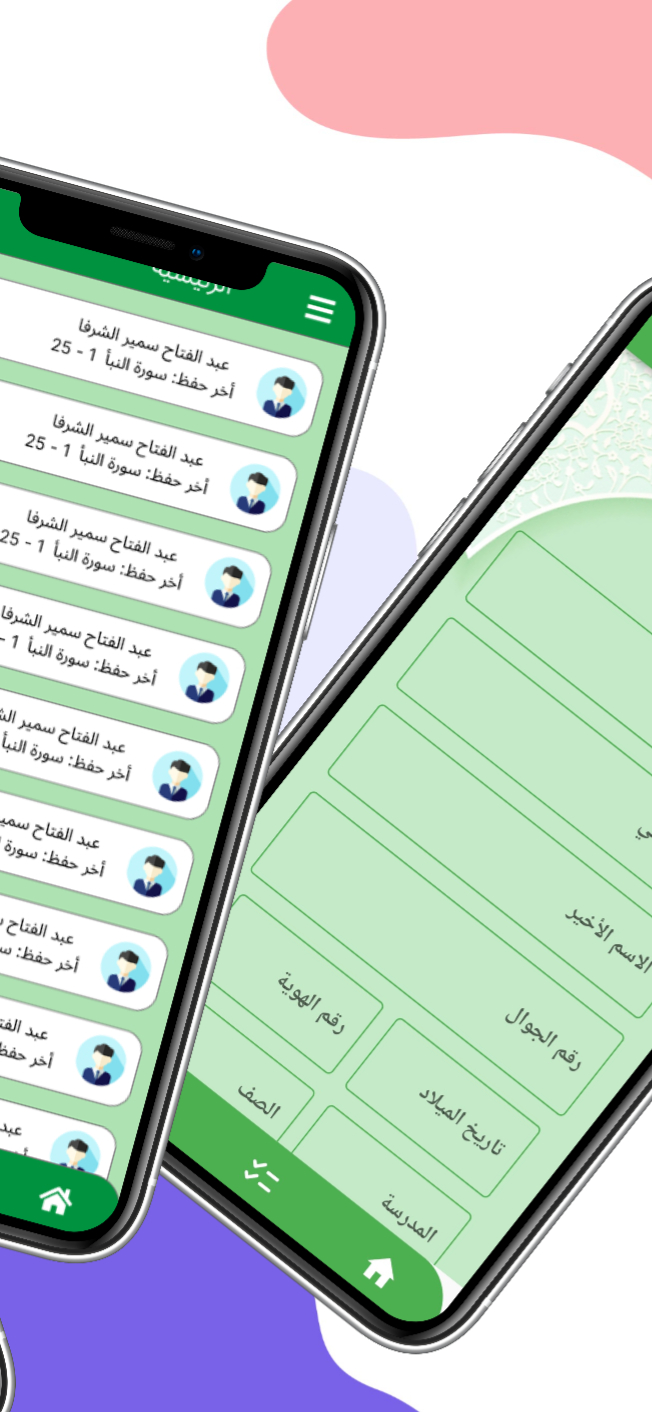 الرئيسية
عبد الفتاح سمير الشرفا
أخر حفظ: سورة النبأ 1 - 25
عبد الفتاح سمير الشرفا
أخر حفظ: سورة النبأ 1 - 25
عبد الفتاح سمير الشرفا
أخر حفظ: سورة النبأ 1 - 25
عبد الفتاح سمير الشرفا
أخر حفظ: سورة النبأ 1 -
عبد الفتاح سمير
أخر حفظ: سورة النبأ
عبد الفتاح سمير
أخر حفظ: سورة
عبد الفتاح
أخر حفظ:
عبد
أخر حفظ
عبد
الاسم الأخير
رقم الجوال
رقم الهوية
تاريخ الميلاد
الصف
المدرسة